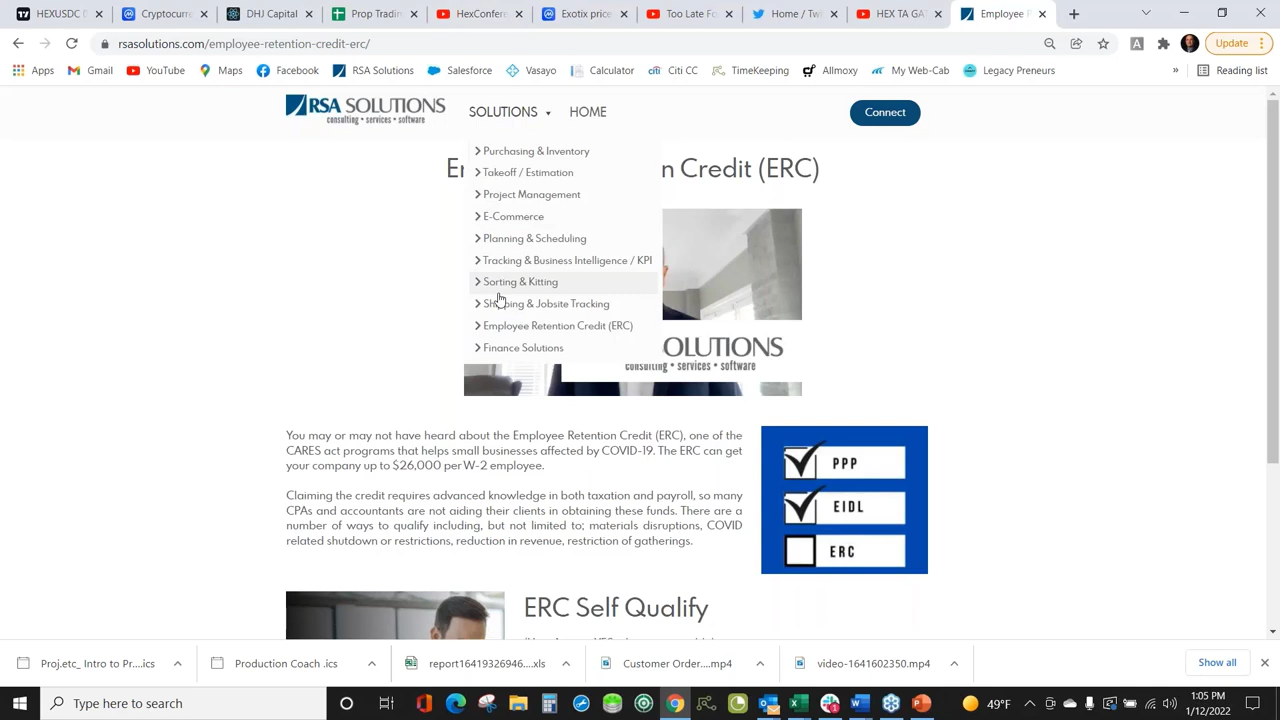 HEXUSDC
Cryptocurr
DHJ Capital
HexConfere
Exotix price
Too Late Fo
Home / Tw
HEX TA GA
Employee R
rsasolutions.com/employee-retention-credit-erc/
Update
Apps
Gmail
YouTube
Maps
Facebook
RSA Solutions
Salesforce
Vasayo
Calculator
citi
Citi CC
TimeKeeping
Allmoxy
My Web-Cab
Legacy Preneurs
»
Reading list
RSA SOLUTIONS
consulting • services • software
SOLUTIONS
HOME
Connect
Purchasing & Inventory
Takeoff / Estimation
Project Management
E-Commerce
Planning & Scheduling
Tracking & Business Intelligence / KPI
Sorting & Kitting
Shipping & Jobsite Tracking
Employee Retention Credit (ERC)
Finance Solutions
n Credit (ERC)
OLUTIONS
consulting • services • software
You may or may not have heard about the Employee Retention Credit (ERC), one of the
CARES act programs that helps small businesses affected by COVID-19. The ERC can get
your company up to $26,000 per W-2 employee.
Claiming the credit requires advanced knowledge in both taxation and payroll, so many
CPAs and accountants are not aiding their clients in obtaining these funds. There are a
number of ways to qualify including, but not limited to; materials disruptions, COVID
related shutdown or restrictions, reduction in revenue, restriction of gatherings.
PPP
EIDL
ERC
ERC Self Qualify
Proj.etc_ Intro to Pr....ics
Production Coach .ics
report16419326946....xls
Customer Order....mp4
video-1641602350.mp4
Show all
Type here to search
49°F
1:05 PM
1/12/2022